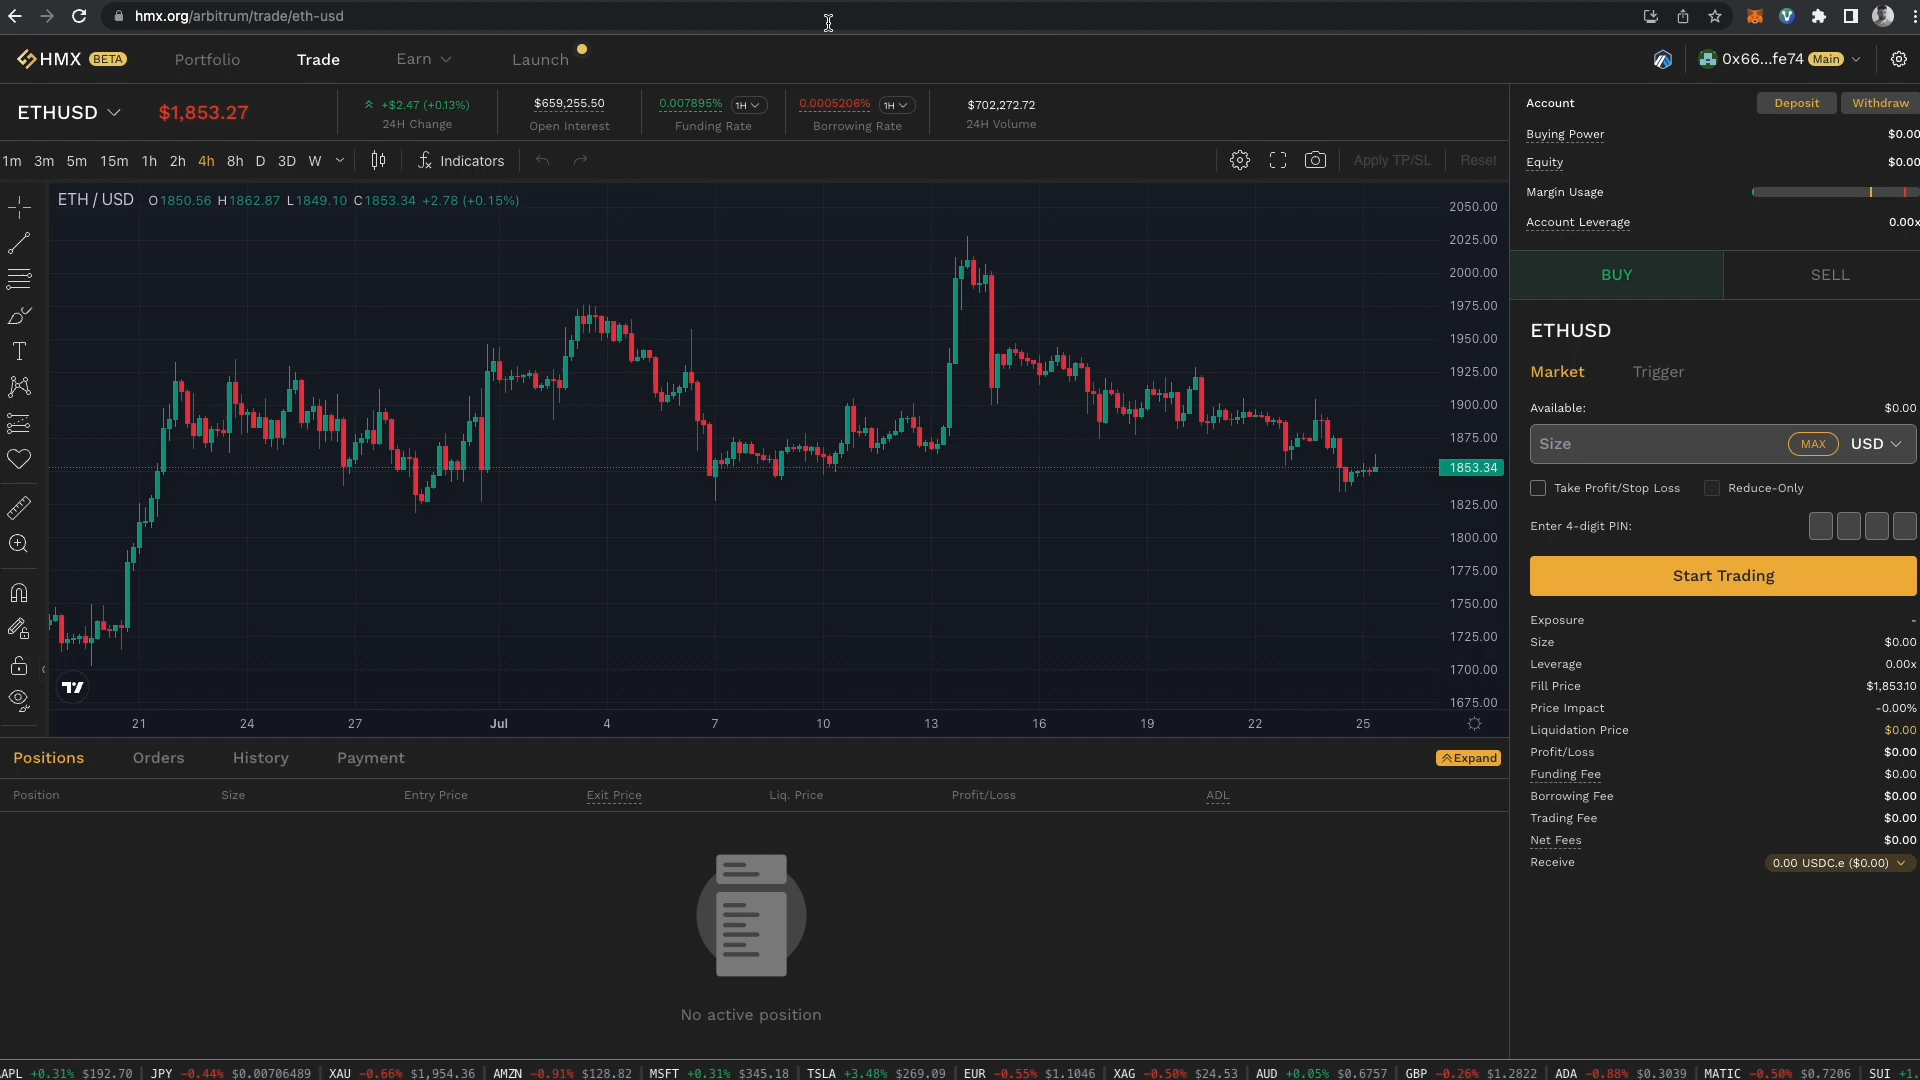 hmx.org/arbitrum/trade/eth-usd
HMX BETA Portfolio Trade Earn Launch 0x66...fe74 Main
ETHUSD $1,853.27 +$2.47 (+0.13%) $659,255.50 0.007895% 1H 0.0005206% 1H $702,272.72
24H Change Open Interest Funding Rate Borrowing Rate 24H Volume
1m 3m 5m 15m 1h 2h 4h 8h D 3D W Indicators Apply TP/SL Reset
ETH / USD O1850.56 H1862.87 L1849.10 C1853.34 +2.78 (+0.15%)
2050.00
2025.00
2000.00
1975.00
1950.00
1925.00
1900.00
1875.00
1853.34
1825.00
1800.00
1775.00
1750.00
1725.00
1700.00
1675.00
21 24 27 Jul 4 7 10 13 16 19 22 25
Positions Orders History Payment Expand
Position Size Entry Price Exit Price Liq. Price Profit/Loss ADL
No active position
Account Deposit Withdraw
Buying Power $0.00
Equity $0.00
Margin Usage
Account Leverage 0.00x
BUY SELL
ETHUSD
Market Trigger
Available: $0.00
Size MAX USD
Take Profit/Stop Loss Reduce-Only
Enter 4-digit PIN:
Start Trading
Exposure -
Size $0.00
Leverage 0.00x
Fill Price $1,853.10
Price Impact -0.00%
Liquidation Price $0.00
Profit/Loss $0.00
Funding Fee $0.00
Borrowing Fee $0.00
Trading Fee $0.00
Net Fees $0.00
Receive 0.00 USDC.e ($0.00)
APL +0.31% $192.70 JPY -0.44% $0.00706489 XAU -0.66% $1,954.36 AMZN -0.91% $128.82 MSFT +0.31% $345.18 TSLA +3.48% $269.09 EUR -0.55% $1.1046 XAG -0.50% $24.53 AUD +0.05% $0.6757 GBP -0.26% $1.2822 ADA -0.88% $0.3039 MATIC -0.50% $0.7206 SUI +1.